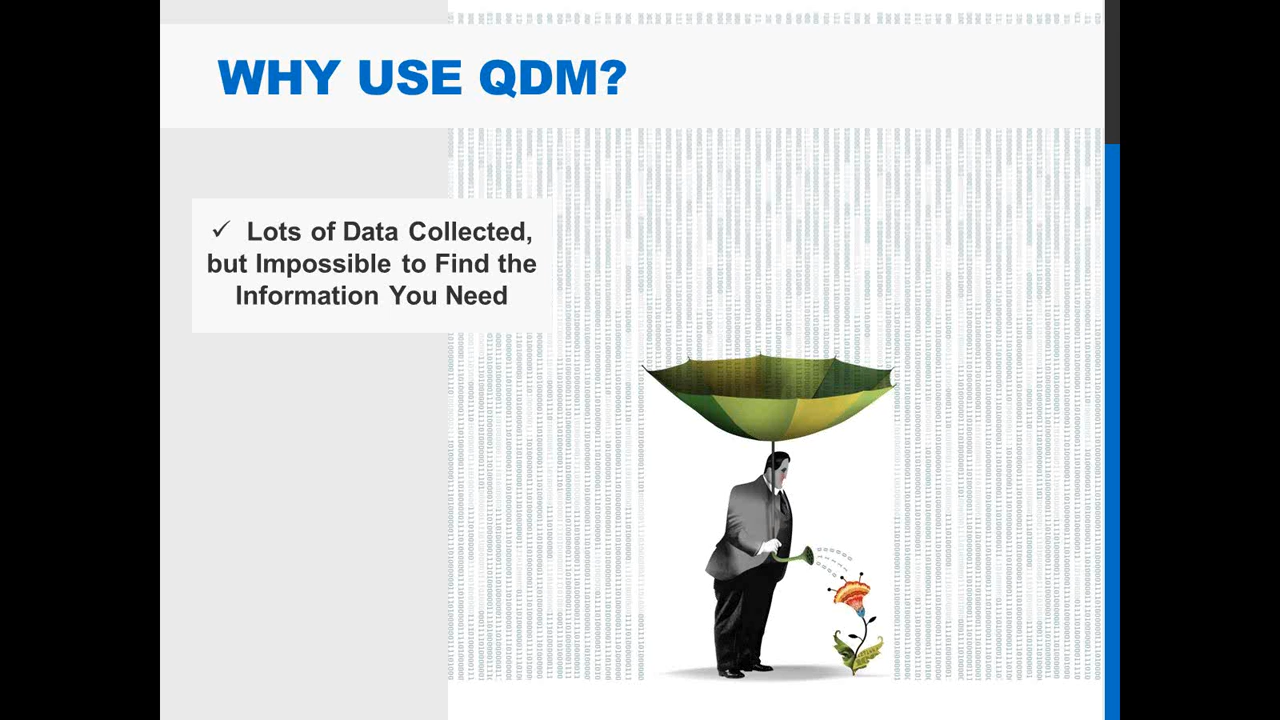 WHY USE QDM?
✓ Lots of Data Collected,
but Impossible to Find the
Information You Need